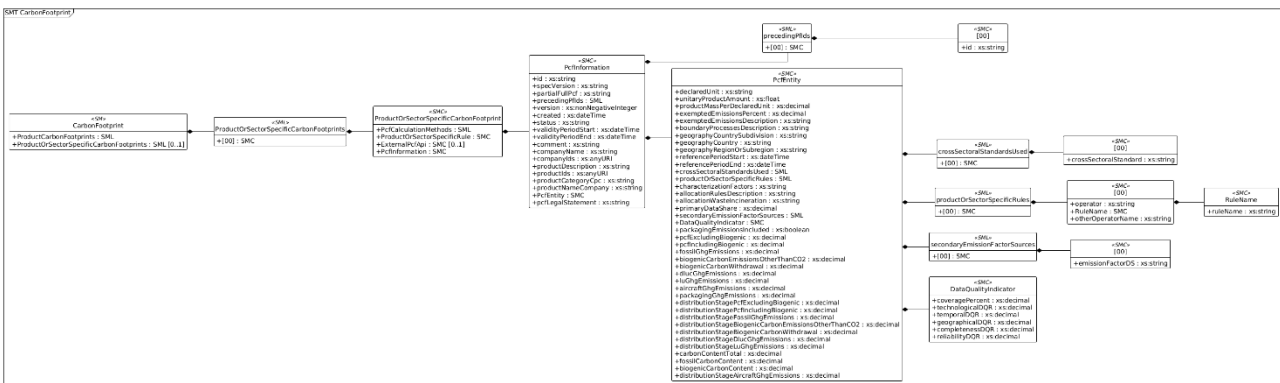 SMT CarbonFootprint
«SML»
CarbonFootprint
+ProductCarbonFootprints : SML
+ProductOrSectorSpecificCarbonFootprints : SML [0..1]
«SML»
ProductOrSectorSpecificCarbonFootprints
+[00] : SMC
«SMC»
ProductOrSectorSpecificCarbonFootprint
+PcfCalculationMethods : SML
+ProductOrSectorSpecificRule : SMC
+ExternalPcfApi : SMC [0..1]
+PcfInformation : SMC
«SMC»
PcfInformation
+id : xs:string
+specVersion : xs:string
+partialFullPcf : xs:string
+precedingPfIds : SML
+version : xs:nonNegativeInteger
+created : xs:dateTime
+status : xs:string
+validityPeriodStart : xs:dateTime
+validityPeriodEnd : xs:dateTime
+comment : xs:string
+companyName : xs:string
+companyIds : xs:anyURI
+productDescription : xs:string
+productIds : xs:anyURI
+productCategoryCpc : xs:string
+productNameCompany : xs:string
+PcfEntity : SMC
+pcfLegalStatement : xs:string
«SML»
precedingPfIds
+[00] : SMC
«SMC»
[00]
+id : xs:string
«SMC»
PcfEntity
+declaredUnit : xs:string
+unitaryProductAmount : xs:float
+productMassPerDeclaredUnit : xs:decimal
+exemptedEmissionsPercent : xs:decimal
+exemptedEmissionsDescription : xs:string
+boundaryProcessesDescription : xs:string
+geographyCountrySubdivision : xs:string
+geographyCountry : xs:string
+geographyRegionOrSubregion : xs:string
+referencePeriodStart : xs:dateTime
+referencePeriodEnd : xs:dateTime
+crossSectoralStandardsUsed : SML
+productOrSectorSpecificRules : SML
+characterizationFactors : xs:string
+allocationRulesDescription : xs:string
+allocationWasteIncineration : xs:string
+primaryDataShare : xs:decimal
+secondaryEmissionFactorSources : SML
+DataQualityIndicator : SMC
+packagingEmissionsIncluded : xs:boolean
+pcfExcludingBiogenic : xs:decimal
+pcfIncludingBiogenic : xs:decimal
+fossilGhgEmissions : xs:decimal
+biogenicCarbonEmissionsOtherThanCO2 : xs:decimal
+biogenicCarbonWithdrawal : xs:decimal
+dlucGhgEmissions : xs:decimal
+luGhgEmissions : xs:decimal
+aircraftGhgEmissions : xs:decimal
+packagingGhgEmissions : xs:decimal
+distributionStagePcfExcludingBiogenic : xs:decimal
+distributionStagePcfIncludingBiogenic : xs:decimal
+distributionStageFossilGhgEmissions : xs:decimal
+distributionStageBiogenicCarbonEmissionsOtherThanCO2 : xs:decimal
+distributionStageBiogenicCarbonWithdrawal : xs:decimal
+distributionStageDlucGhgEmissions : xs:decimal
+distributionStageLuGhgEmissions : xs:decimal
+carbonContentTotal : xs:decimal
+fossilCarbonContent : xs:decimal
+biogenicCarbonContent : xs:decimal
+distributionStageAircraftGhgEmissions : xs:decimal
«SML»
crossSectoralStandardsUsed
+[00] : SMC
«SMC»
[00]
+crossSectoralStandard : xs:string
«SML»
productOrSectorSpecificRules
+[00] : SMC
«SMC»
[00]
+operator : xs:string
+RuleName : SMC
+otherOperatorName : xs:string
«SMC»
RuleName
+ruleName : xs:string
«SML»
secondaryEmissionFactorSources
+[00] : SMC
«SMC»
[00]
+emissionFactorDS : xs:string
«SMC»
DataQualityIndicator
+coveragePercent : xs:decimal
+technologicalDQR : xs:decimal
+temporalDQR : xs:decimal
+geographicalDQR : xs:decimal
+completenessDQR : xs:decimal
+reliabilityDQR : xs:decimal